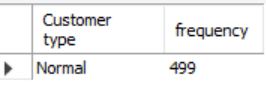 Customer
type
frequency
Normal 499